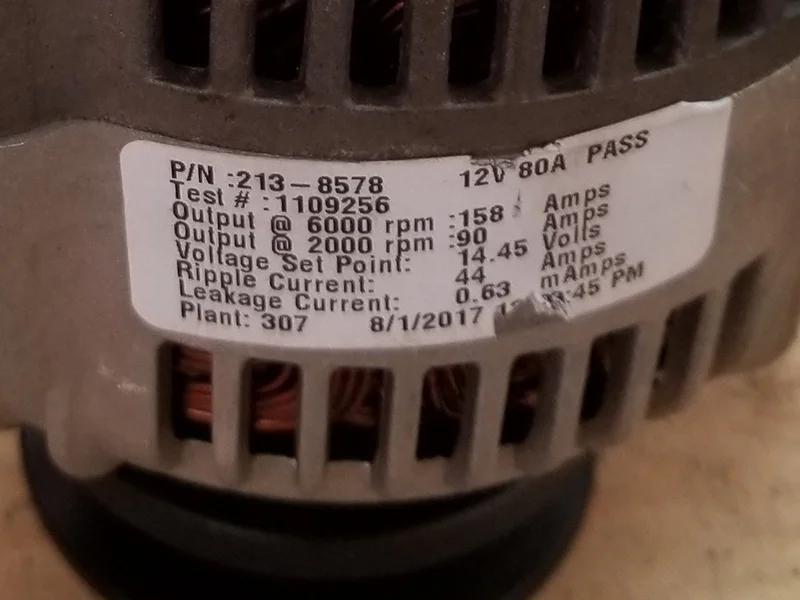 P/N :213-8578 12V 80A PASS
Test # :1109256
Output @ 6000 rpm :158 Amps
Output @ 2000 rpm :90 Amps
Voltage Set Point: 14.45 Volts
Ripple Current: 44 Amps
Leakage Current: 0.63 mAmps
Plant: 307 8/1/2017 PM